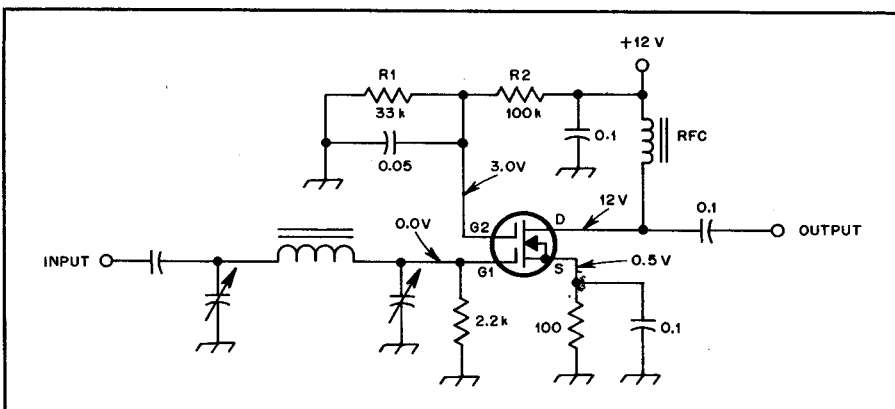 +12 V
R1
33 k
R2
100 k
0.1
RFC
0.05
3.0V
12V
0.1
OUTPUT
0.0V
G2
D
INPUT
G1
S
0.5 V
2.2 k
100
0.1